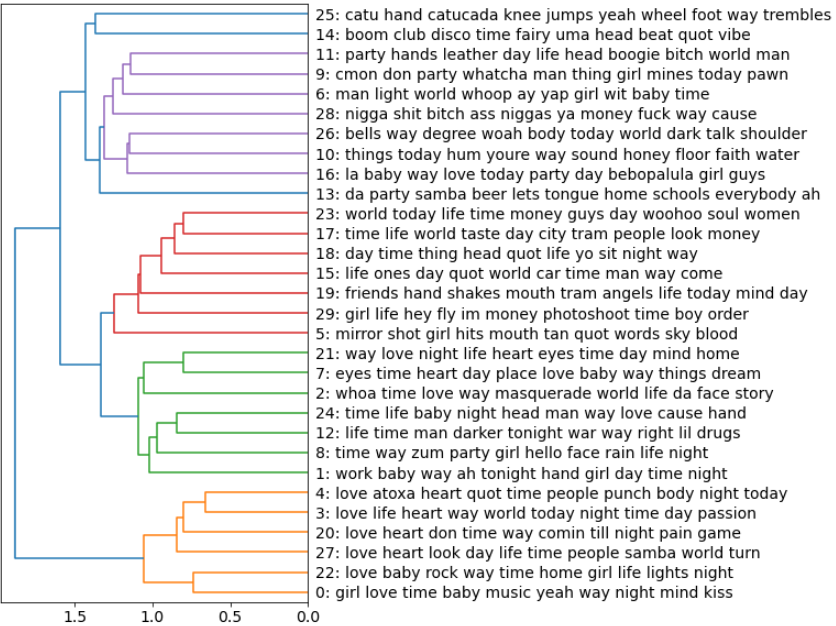 25: catu hand catucada knee jumps yeah wheel foot way trembles
14: boom club disco time fairy uma head beat quot vibe
11: party hands leather day life head boogie bitch world man
9: cmon don party whatcha man thing girl mines today pawn
6: man light world whoop ay yap girl wit baby time
28: nigga shit bitch ass niggas ya money fuck way cause
26: bells way degree woah body today world dark talk shoulder
10: things today hum youre way sound honey floor faith water
16: la baby way love today party day bebopalula girl guys
13: da party samba beer lets tongue home schools everybody ah
23: world today life time money guys day woohoo soul women
17: time life world taste day city tram people look money
18: day time thing head quot life yo sit night way
15: life ones day quot world car time man way come
19: friends hand shakes mouth tram angels life today mind day
29: girl life hey fly im money photoshoot time boy order
5: mirror shot girl hits mouth tan quot words sky blood
21: way love night life heart eyes time day mind home
7: eyes time heart day place love baby way things dream
2: whoa time love way masquerade world life da face story
24: time life baby night head man way love cause hand
12: life time man darker tonight war way right lil drugs
8: time way zum party girl hello face rain life night
1: work baby way ah tonight hand girl day time night
4: love atoxa heart quot time people punch body night today
3: love life heart way world today night time day passion
20: love heart don time way comin till night pain game
27: love heart look day life time people samba world turn
22: love baby rock way time home girl life lights night
0: girl love time baby music yeah way night mind kiss
1.5 1.0 0.5 0.0